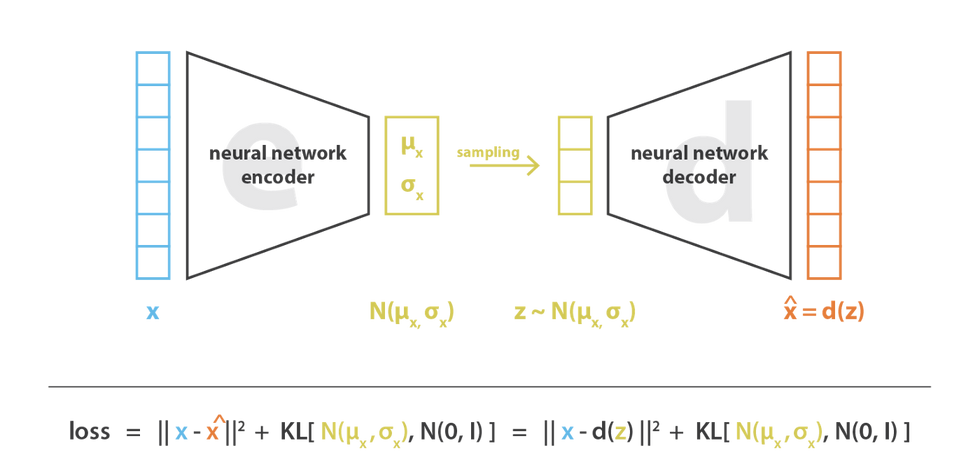 e
neural network
encoder
μₓ
σₓ
sampling
d
neural network
decoder
x
N(μₓ, σₓ)
z ~ N(μₓ, σₓ)
x̂ = d(z)
loss = || x - x̂ ||² + KL[ N(μₓ, σₓ), N(0, I) ] = || x - d(z) ||² + KL[ N(μₓ, σₓ), N(0, I) ]